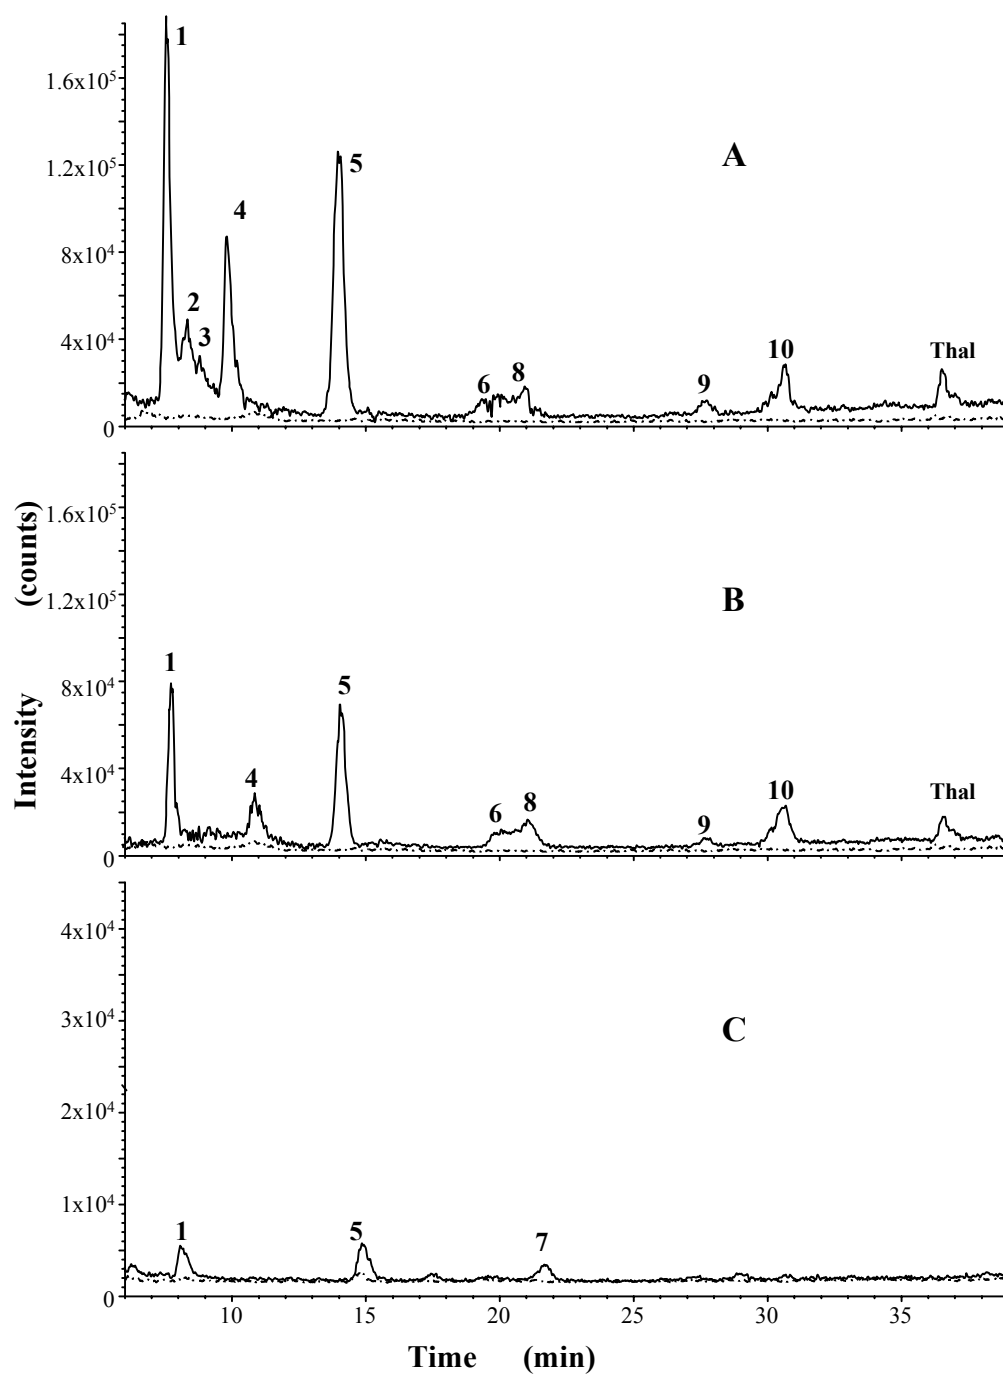 1
1.6x10⁵
A
1.2x10⁵
5
4
8x10⁴
2
3
4x10⁴
6
8
9
10
Thal
0
1.6x10⁵
1.2x10⁵
B
8x10⁴
1
5
4x10⁴
4
6
8
9
10
Thal
0
Intensity (counts)
4x10⁴
3x10⁴
C
2x10⁴
1x10⁴
1
5
7
0
10 15 20 25 30 35
Time (min)